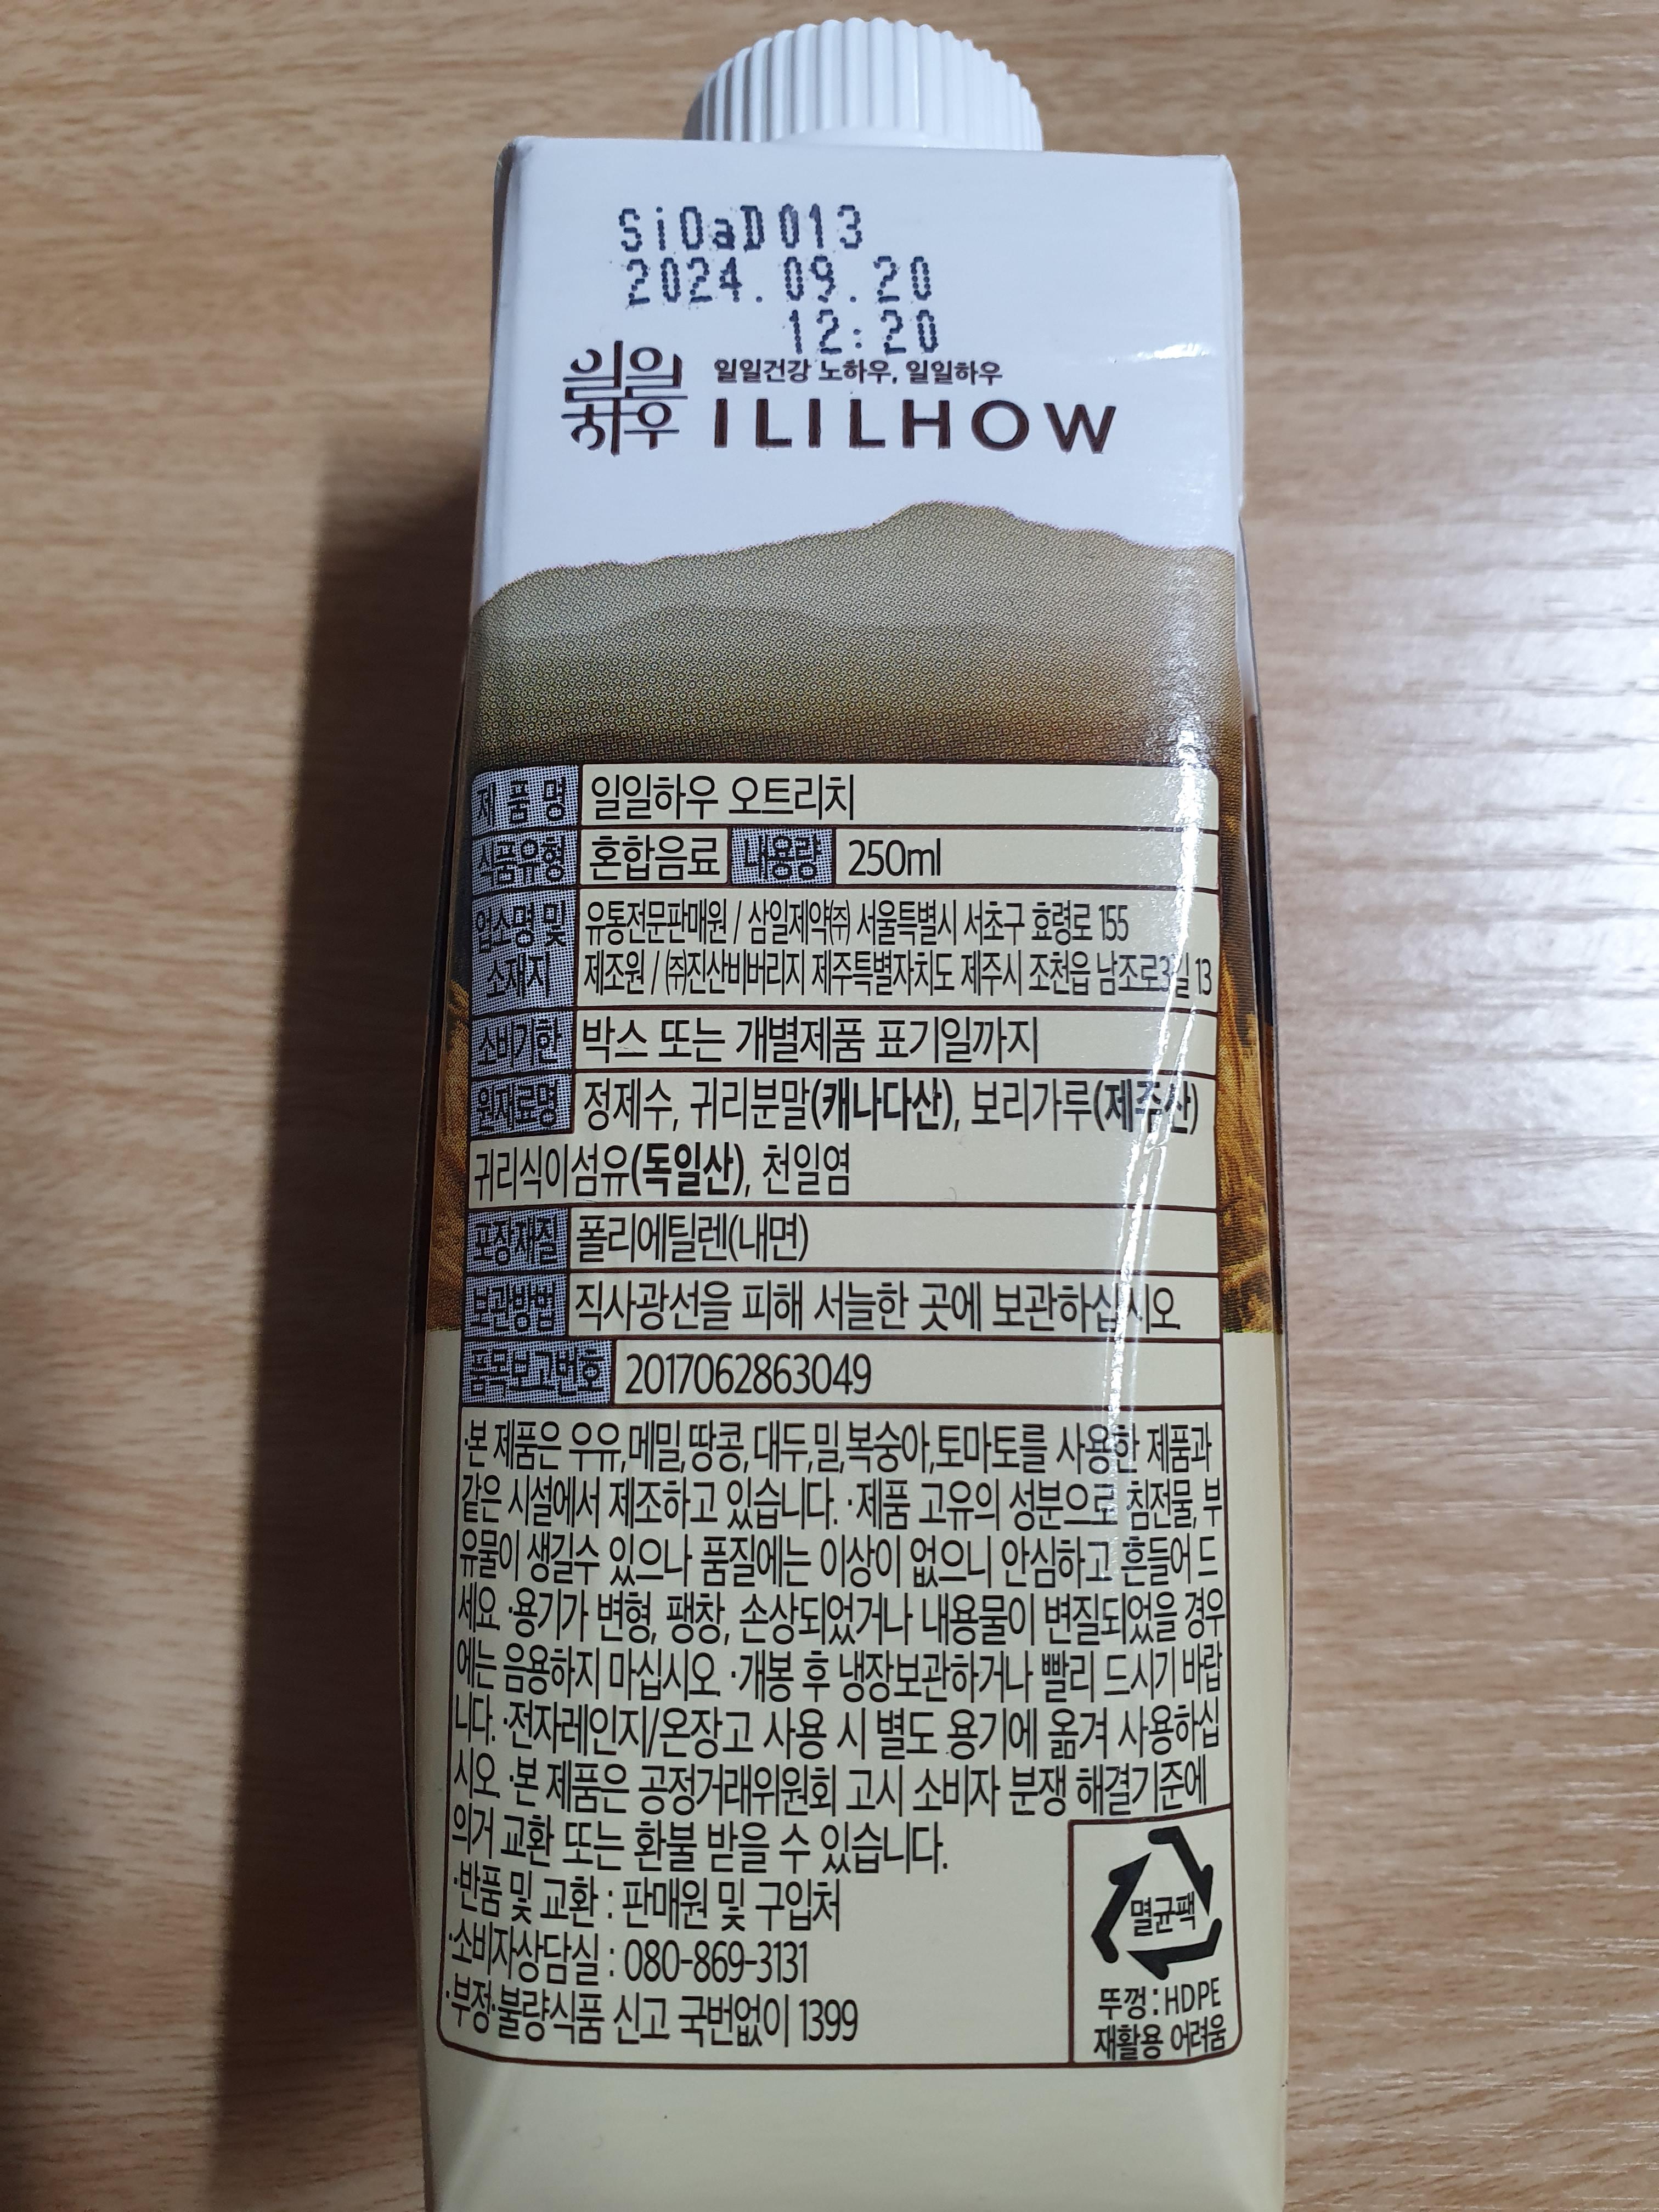 SiOaD013
2024.09.20
12:20
일일하우
일일건강 노하우, 일일하우
ILILHOW
제 품 명 일일하우 오트리치
식품유형 혼합음료 내용량 250ml
업소명 및 소재지
유통전문판매원 / 삼일제약(주) 서울특별시 서초구 효령로 155
제조원 / (주)진산비버리지 제주특별자치도 제주시 조천읍 남조로3길 13
소비기한 박스 또는 개별제품 표기일까지
원재료명 정제수, 귀리분말(캐나다산), 보리가루(제주산)
귀리식이섬유(독일산), 천일염
포장재질 폴리에틸렌(내면)
보관방법 직사광선을 피해 서늘한 곳에 보관하십시오
품목보고번호 2017062863049
·본 제품은 우유,메밀,땅콩,대두,밀,복숭아,토마토를 사용한 제품과
같은 시설에서 제조하고 있습니다. ·제품 고유의 성분으로 침전물, 부
유물이 생길수 있으나 품질에는 이상이 없으니 안심하고 흔들어 드
세요. ·용기가 변형, 팽창, 손상되었거나 내용물이 변질되었을 경우
에는 음용하지 마십시오. ·개봉 후 냉장보관하거나 빨리 드시기 바랍
니다. ·전자레인지/온장고 사용 시 별도 용기에 옮겨 사용하십
시오. ·본 제품은 공정거래위원회 고시 소비자 분쟁 해결기준에
의거 교환 또는 환불 받을 수 있습니다.
·반품 및 교환 : 판매원 및 구입처
·소비자상담실 : 080-869-3131
·부정·불량식품 신고 국번없이 1399
멸균팩
뚜껑:HDPE
재활용 어려움